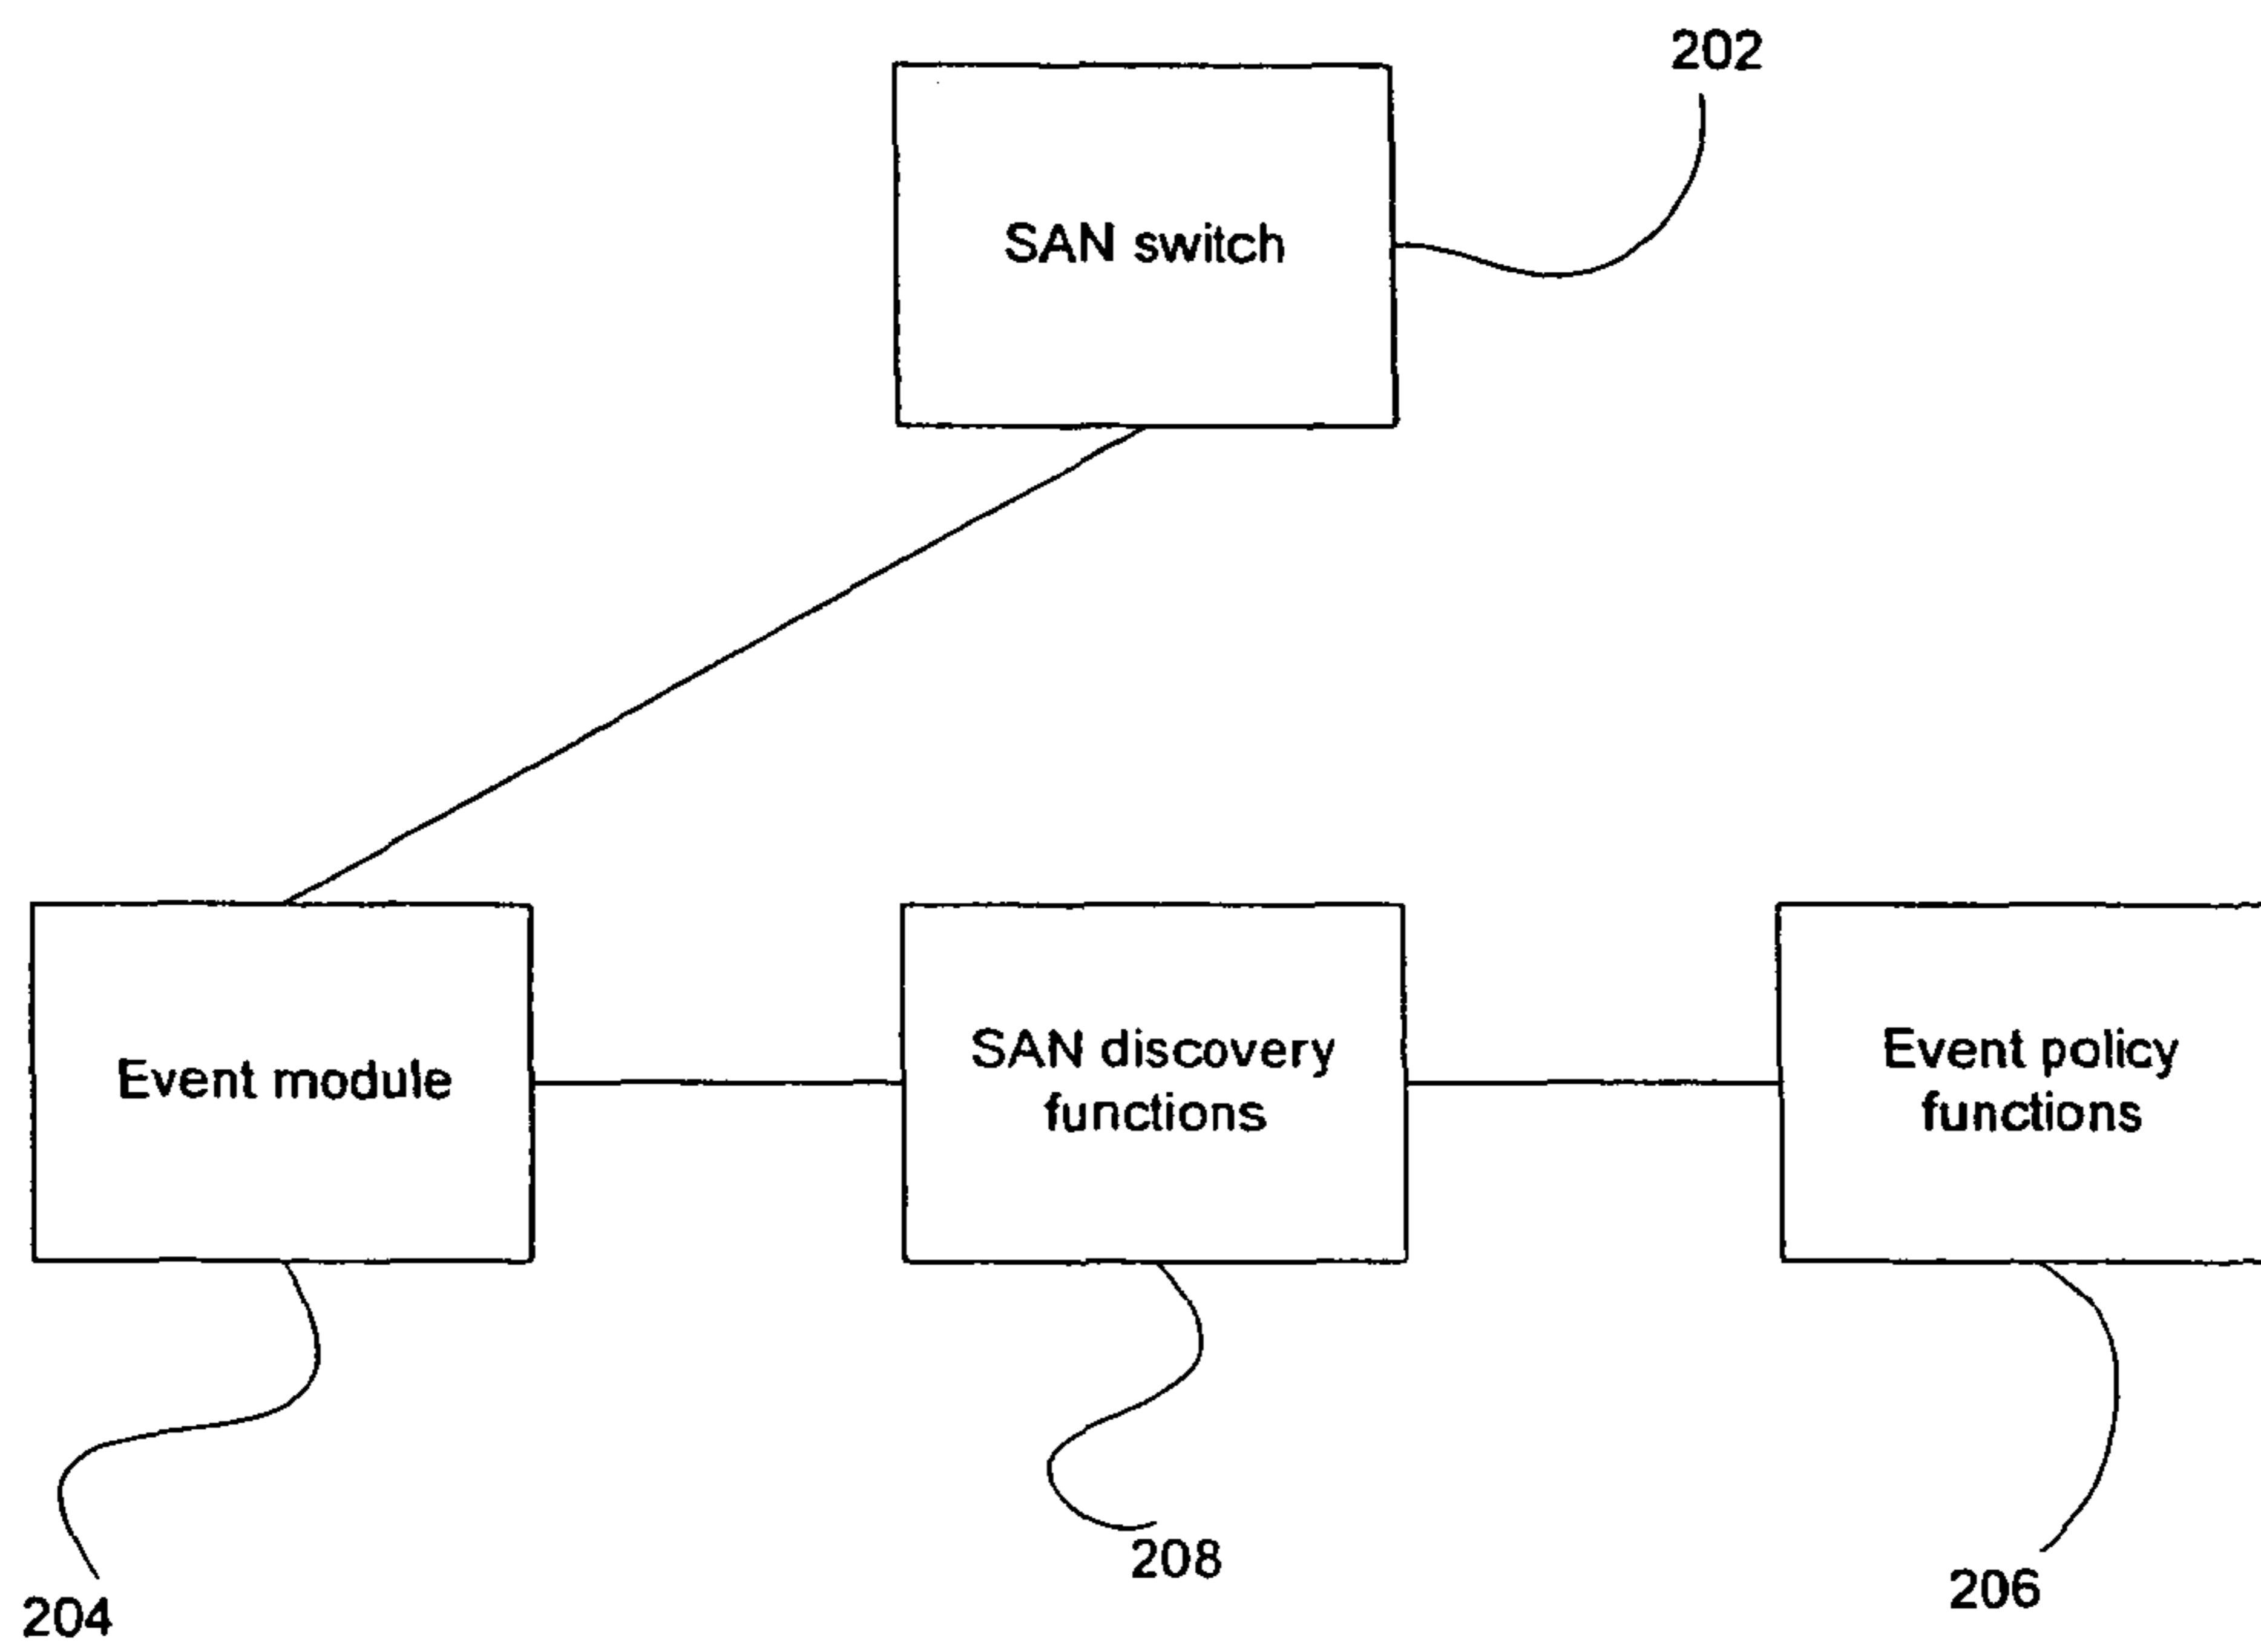 202
SAN switch
Event module
SAN discovery
functions
Event policy
functions
204
208
206